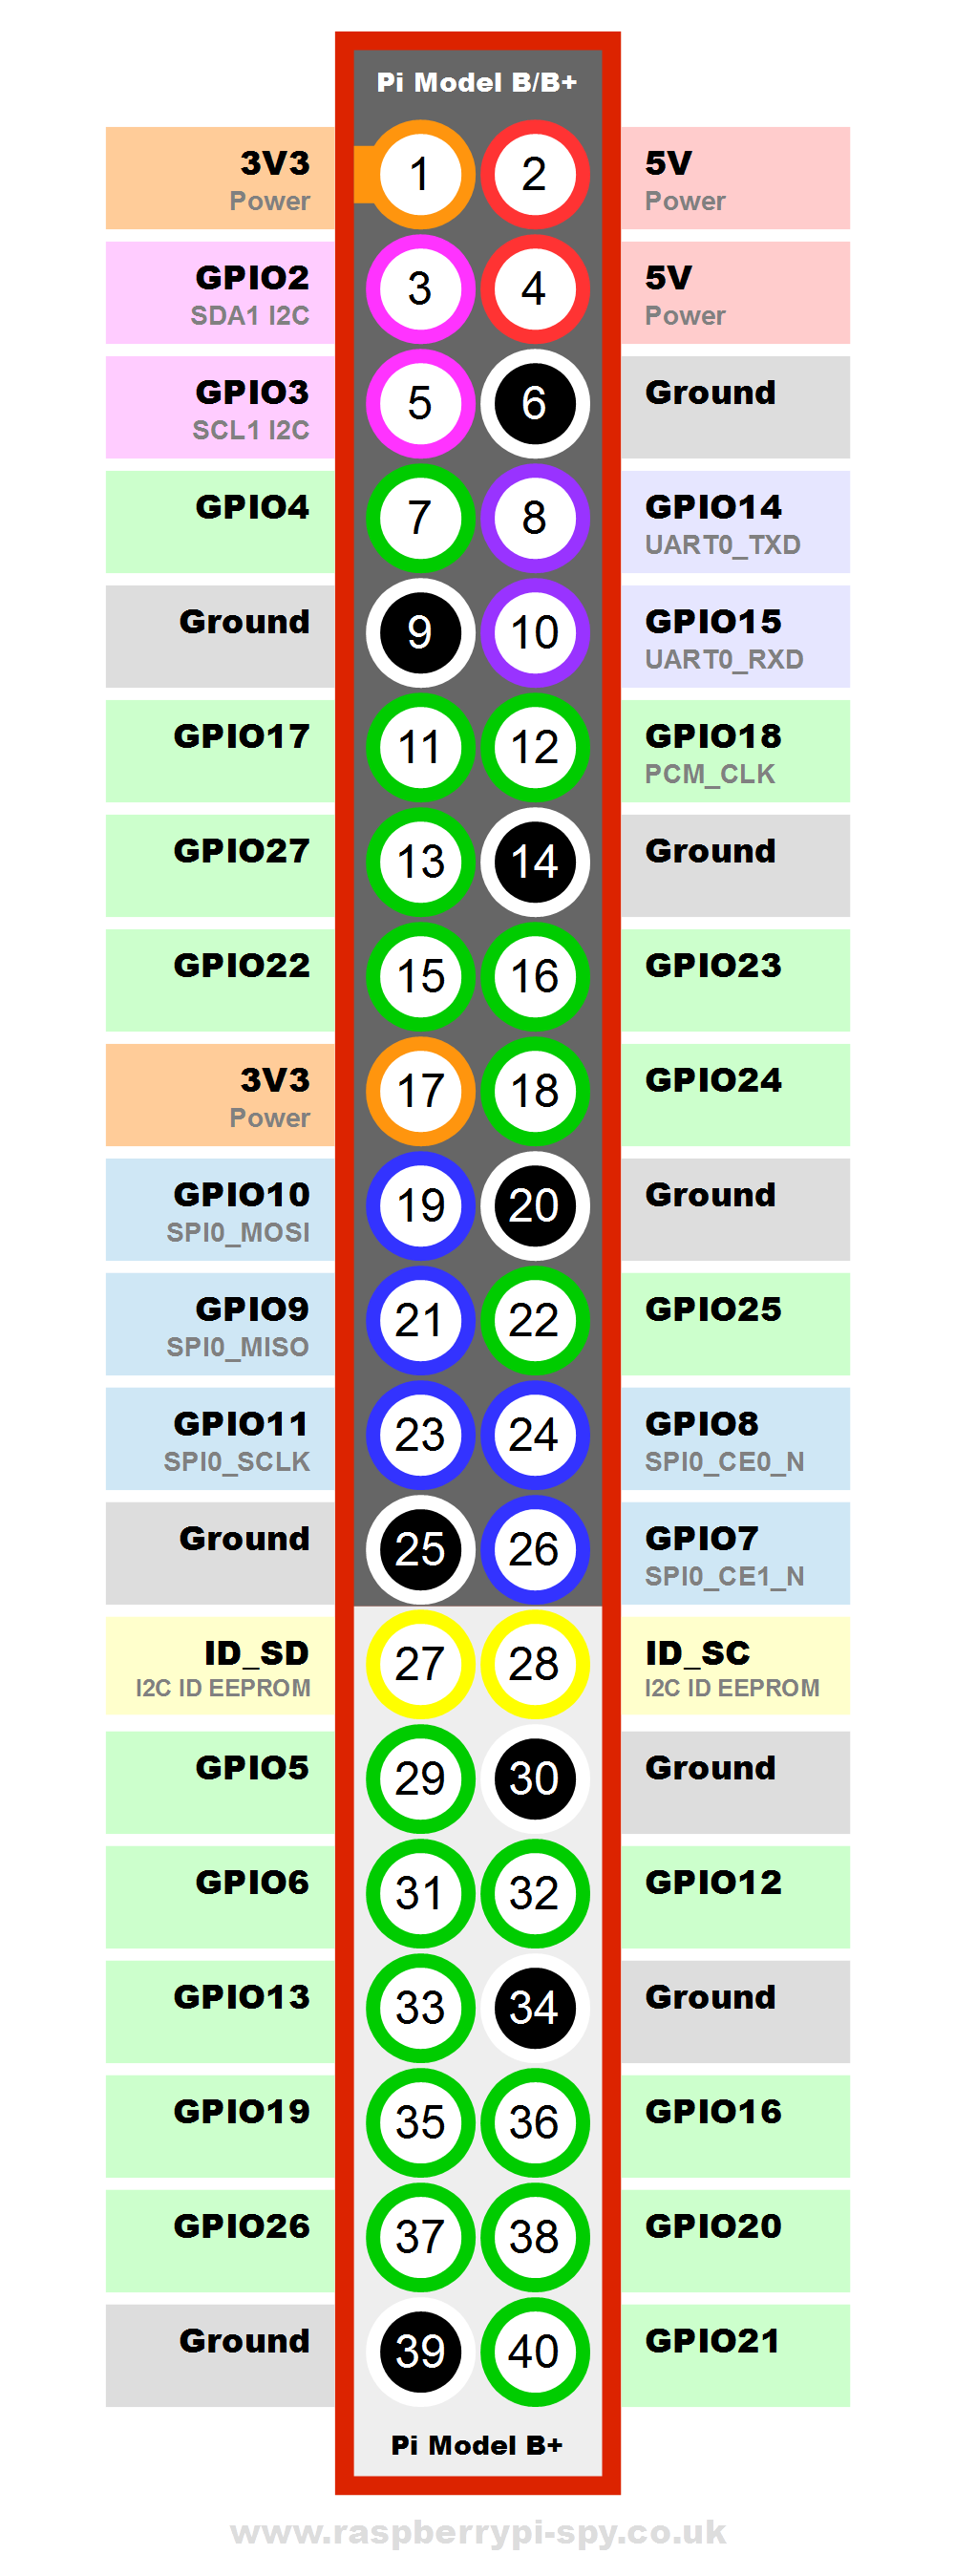 Pi Model B/B+
3V3 1 2 5V
Power Power
GPIO2 3 4 5V
SDA1 I2C Power
GPIO3 5 6 Ground
SCL1 I2C
GPIO4 7 8 GPIO14
UART0_TXD
Ground 9 10 GPIO15
UART0_RXD
GPIO17 11 12 GPIO18
PCM_CLK
GPIO27 13 14 Ground
GPIO22 15 16 GPIO23
3V3 17 18 GPIO24
Power
GPIO10 19 20 Ground
SPI0_MOSI
GPIO9 21 22 GPIO25
SPI0_MISO
GPIO11 23 24 GPIO8
SPI0_SCLK SPI0_CE0_N
Ground 25 26 GPIO7
SPI0_CE1_N
ID_SD 27 28 ID_SC
I2C ID EEPROM I2C ID EEPROM
GPIO5 29 30 Ground
GPIO6 31 32 GPIO12
GPIO13 33 34 Ground
GPIO19 35 36 GPIO16
GPIO26 37 38 GPIO20
Ground 39 40 GPIO21
Pi Model B+
www.raspberrypi-spy.co.uk